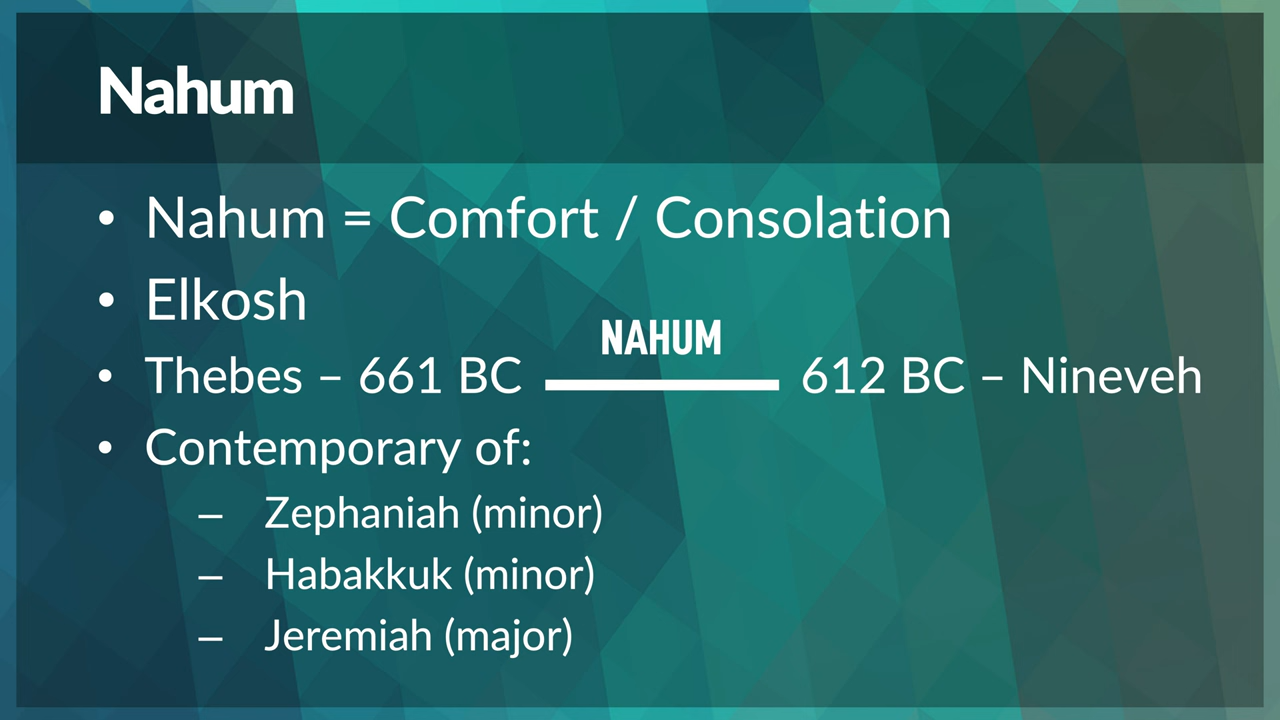 Nahum
• Nahum = Comfort / Consolation
• Elkosh
NAHUM
• Thebes – 661 BC 612 BC – Nineveh
• Contemporary of:
– Zephaniah (minor)
– Habakkuk (minor)
– Jeremiah (major)